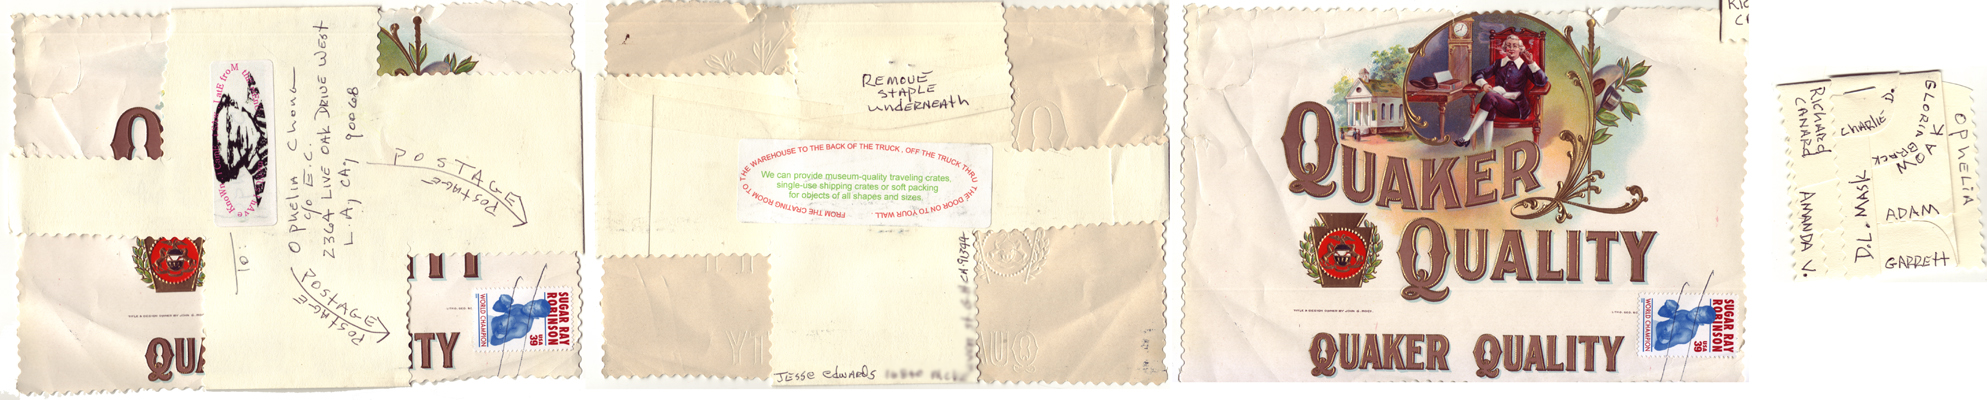 TO:
OPhELIA Chong
c/o E.C.
2364 LIVE OAK DRIVE WEST
L.A, CA, 90068
POSTAGE
POSTAGE
POSTAGE
POSTAGE
QUA
TY
SUGAR RAY
ROBINSON
USA
39
WORLD CHAMPION
REMOVE
STAPLE
underNEATh
FROM THE CRATING ROOM TO THE WAREHOUSE TO THE BACK OF THE TRUCK, OFF THE TRUCK THRU THE DOOR ON TO YOUR WALL
We can provide museum-quality traveling crates,
single-use shipping crates or soft packing
for objects of all shapes and sizes.
JESSE EdwARdS
CA 91344
QUAKER
QUALITY
QUAKER QUALITY
SUGAR RAY
ROBINSON
USA
39
WORLD CHAMPION
RICHARD
CANARD
AMANDA V.
ChARLIE
D.L. MASK
GLORIA
VON
BRACK
ADAM
GARRETT
OPHELIA